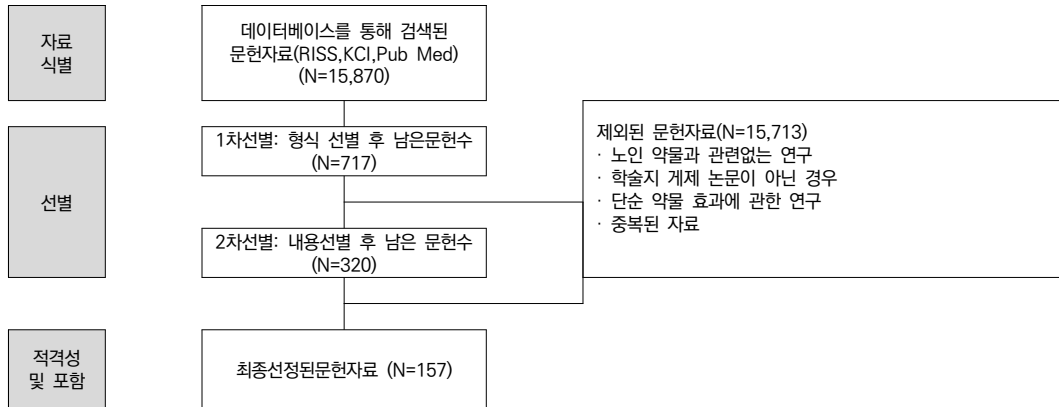 자료
식별
데이터베이스를 통해 검색된
문헌자료(RISS,KCI,Pub Med)
(N=15,870)
선별
1차선별: 형식 선별 후 남은문헌수
(N=717)
제외된 문헌자료(N=15,713)
· 노인 약물과 관련없는 연구
· 학술지 게제 논문이 아닌 경우
· 단순 약물 효과에 관한 연구
· 중복된 자료
2차선별: 내용선별 후 남은 문헌수
(N=320)
적격성
및 포함
최종선정된문헌자료 (N=157)